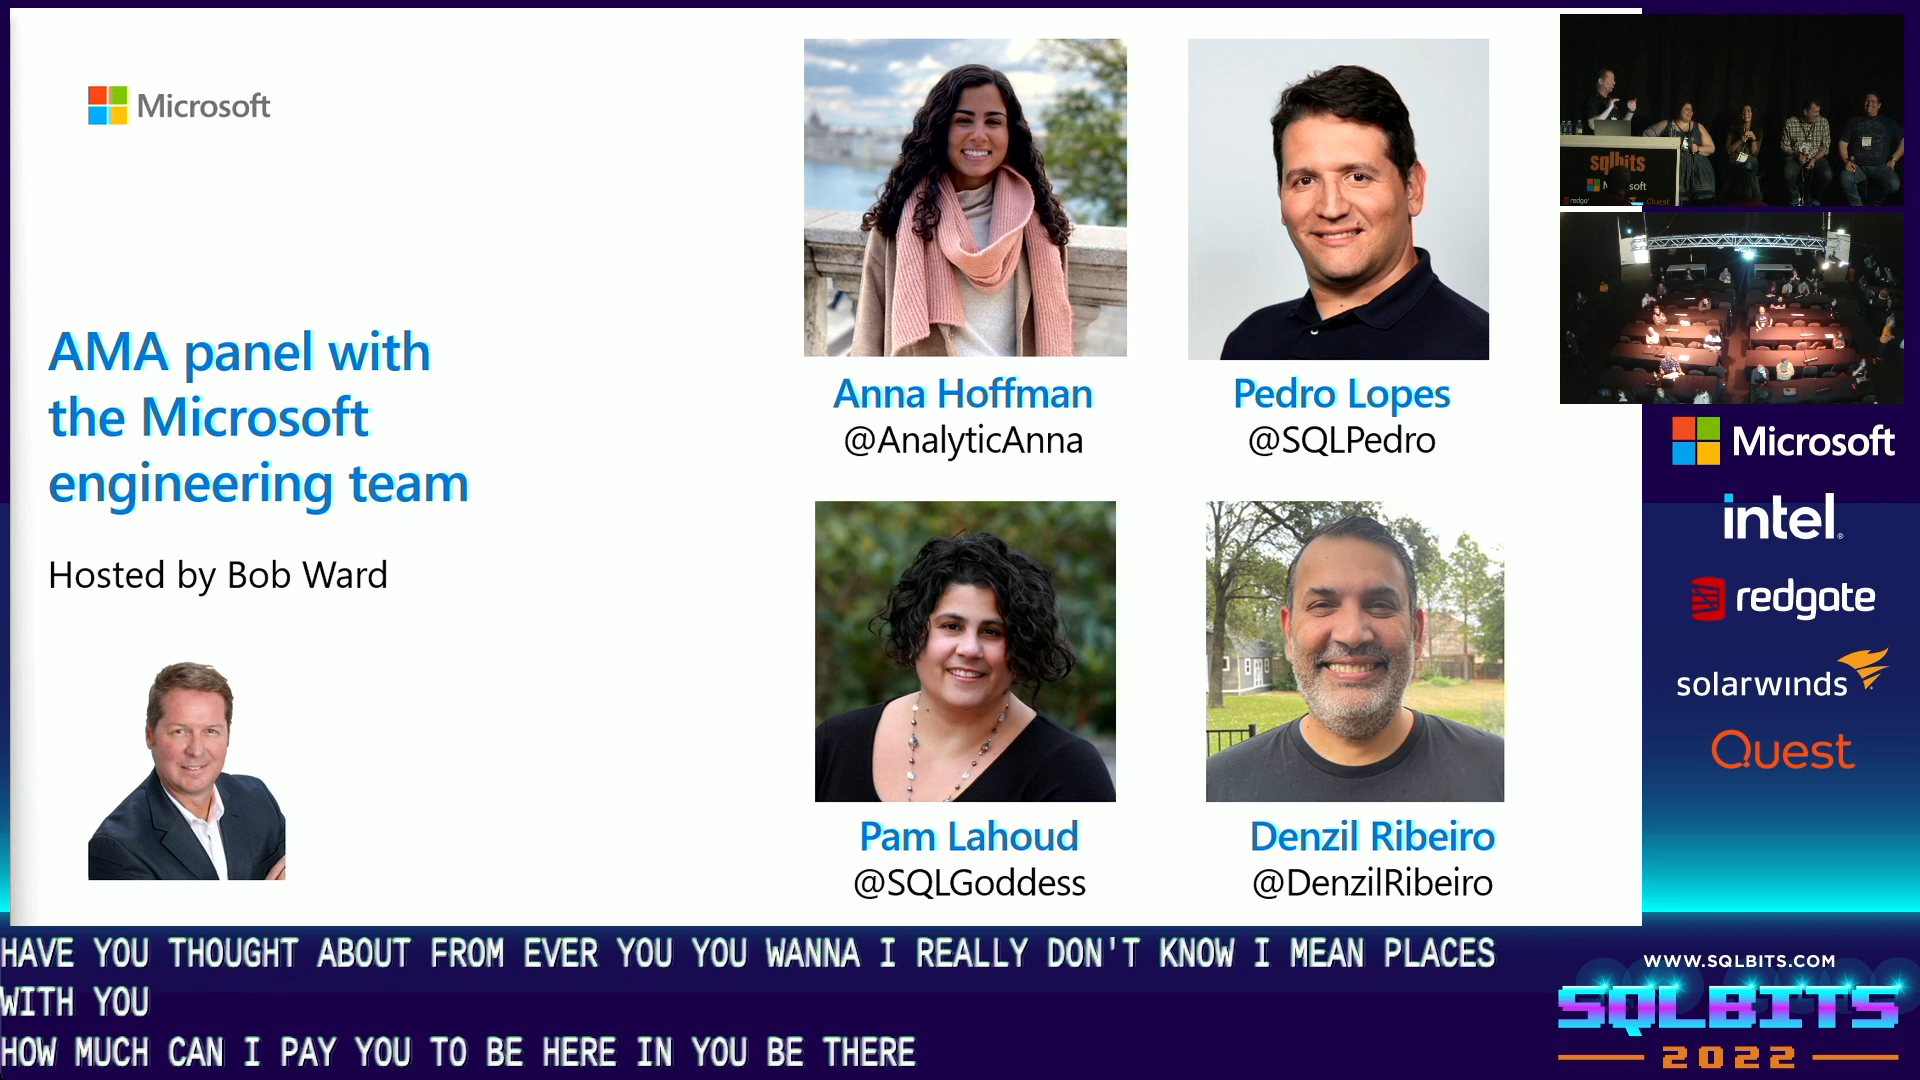 Microsoft
AMA panel with
the Microsoft
engineering team
Hosted by Bob Ward
Anna Hoffman
@AnalyticAnna
Pedro Lopes
@SQLPedro
Pam Lahoud
@SQLGoddess
Denzil Ribeiro
@DenzilRibeiro
sqlbits
redgate
Quest
Microsoft
intel.
redgate
solarwinds
Quest
WWW.SQLBITS.COM
SQLBITS
2022
HAVE YOU THOUGHT ABOUT FROM EVER YOU YOU WANNA I REALLY DON'T KNOW I MEAN PLACES
WITH YOU
HOW MUCH CAN I PAY YOU TO BE HERE IN YOU BE THERE